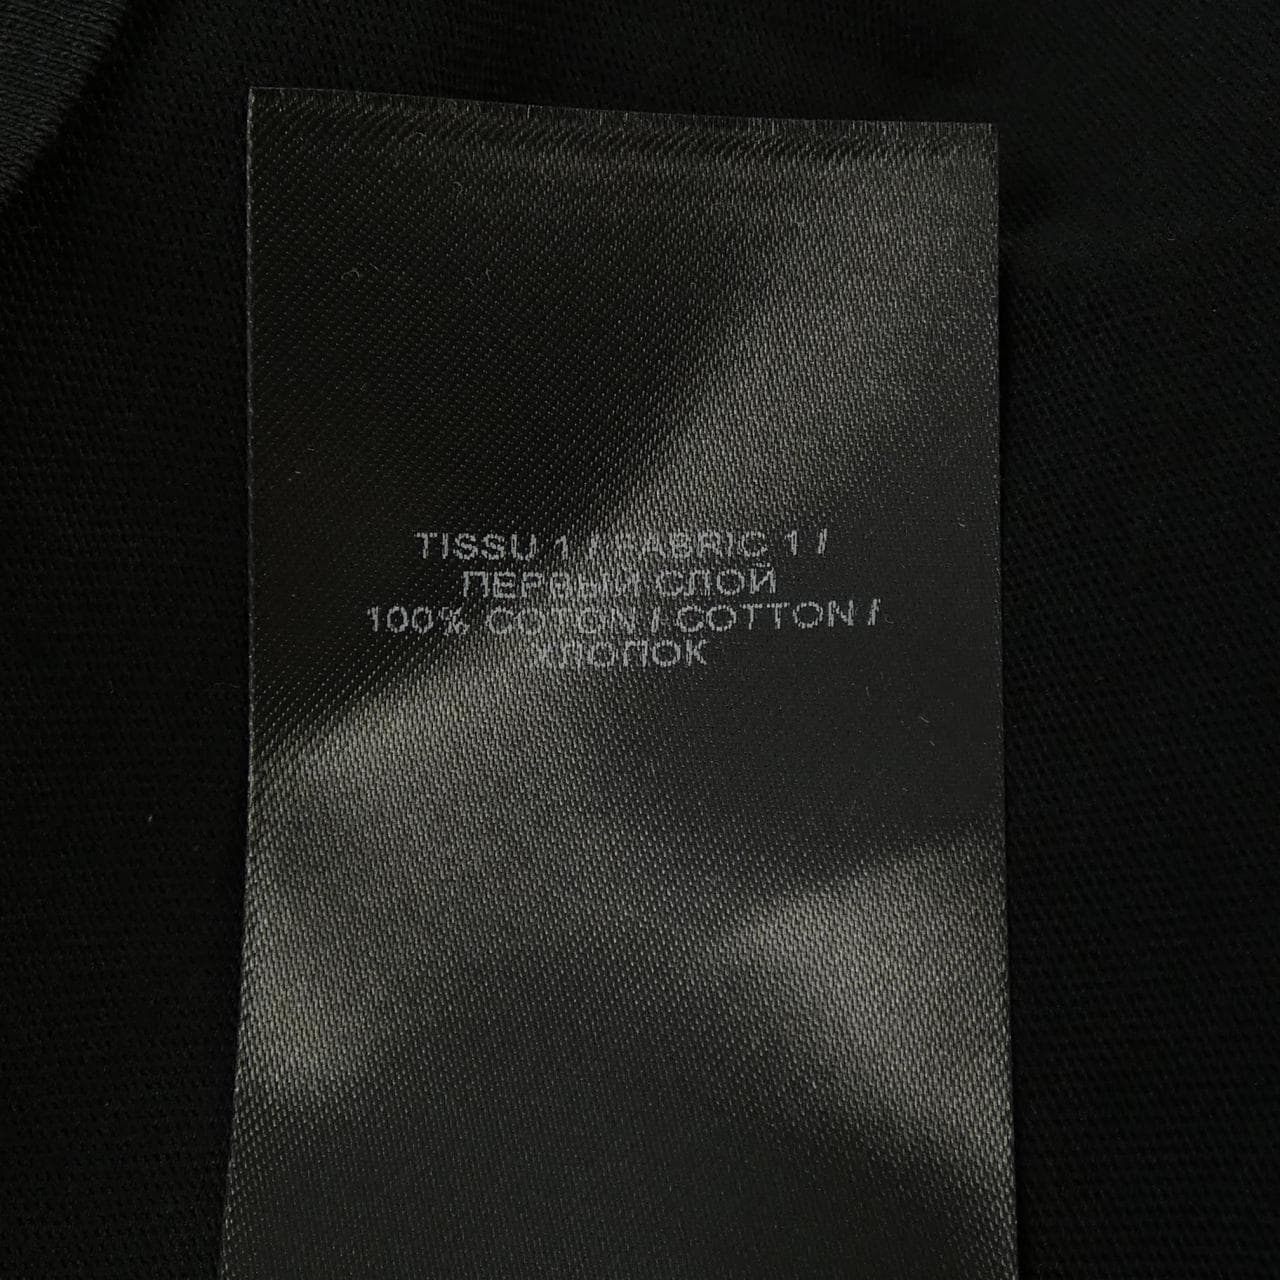 TISSU 1 / FABRIC 1 /
ПЕРВЫЙ СЛОЙ
100% COTON / COTTON /
ХЛОПОК